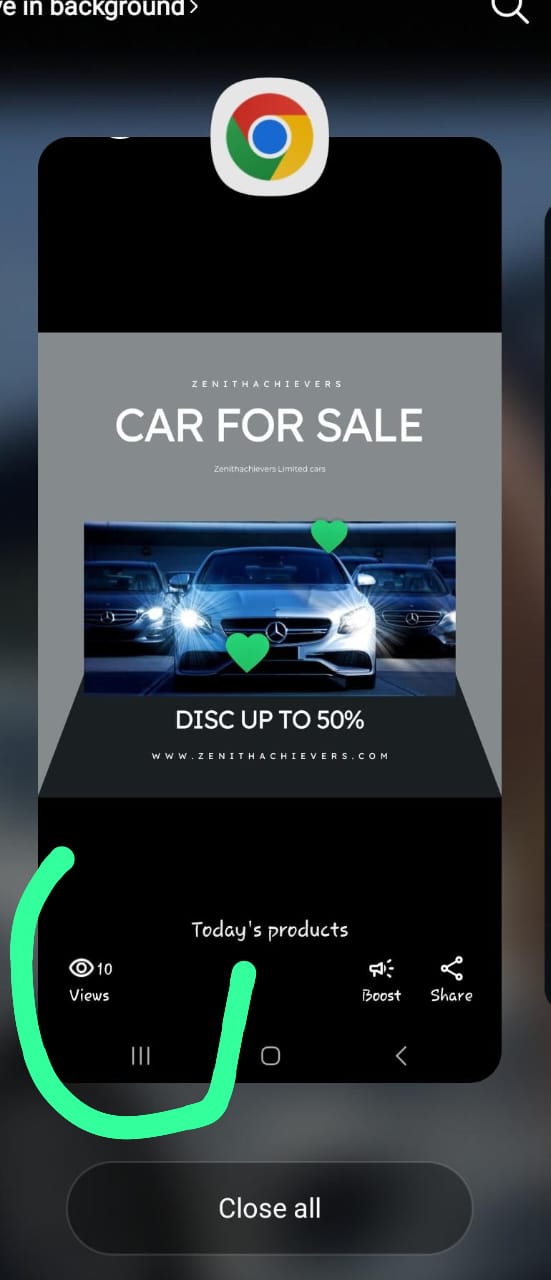 e in background
ZENITHACHIEVERS
CAR FOR SALE
Zenithachievers Limited cars
DISC UP TO 50%
WWW.ZENITHACHIEVERS.COM
Today's products
10
Views
Boost
Share
Close all